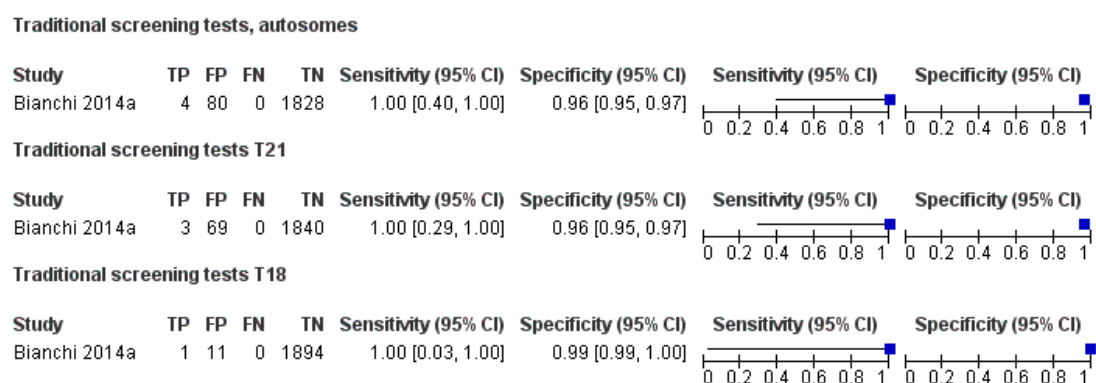 Traditional screening tests, autosomes
Study TP FP FN TN Sensitivity (95% CI) Specificity (95% CI) Sensitivity (95% CI) Specificity (95% CI)
Bianchi 2014a 4 80 0 1828 1.00 [0.40, 1.00] 0.96 [0.95, 0.97]
0 0.2 0.4 0.6 0.8 1 0 0.2 0.4 0.6 0.8 1
Traditional screening tests T21
Study TP FP FN TN Sensitivity (95% CI) Specificity (95% CI) Sensitivity (95% CI) Specificity (95% CI)
Bianchi 2014a 3 69 0 1840 1.00 [0.29, 1.00] 0.96 [0.95, 0.97]
0 0.2 0.4 0.6 0.8 1 0 0.2 0.4 0.6 0.8 1
Traditional screening tests T18
Study TP FP FN TN Sensitivity (95% CI) Specificity (95% CI) Sensitivity (95% CI) Specificity (95% CI)
Bianchi 2014a 1 11 0 1894 1.00 [0.03, 1.00] 0.99 [0.99, 1.00]
0 0.2 0.4 0.6 0.8 1 0 0.2 0.4 0.6 0.8 1